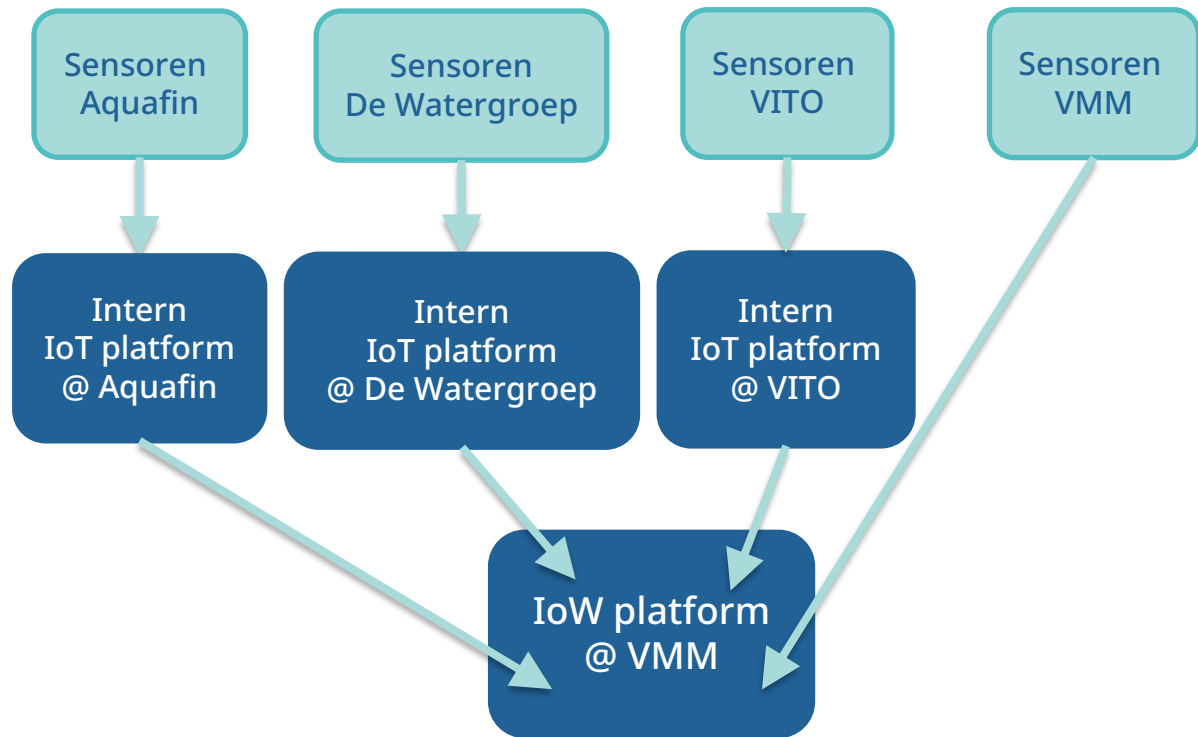 Sensoren
Aquafin
Sensoren
De Watergroep
Sensoren
VITO
Sensoren
VMM
Intern
IoT platform
@ Aquafin
Intern
IoT platform
@ De Watergroep
Intern
IoT platform
@ VITO
IoW platform
@ VMM